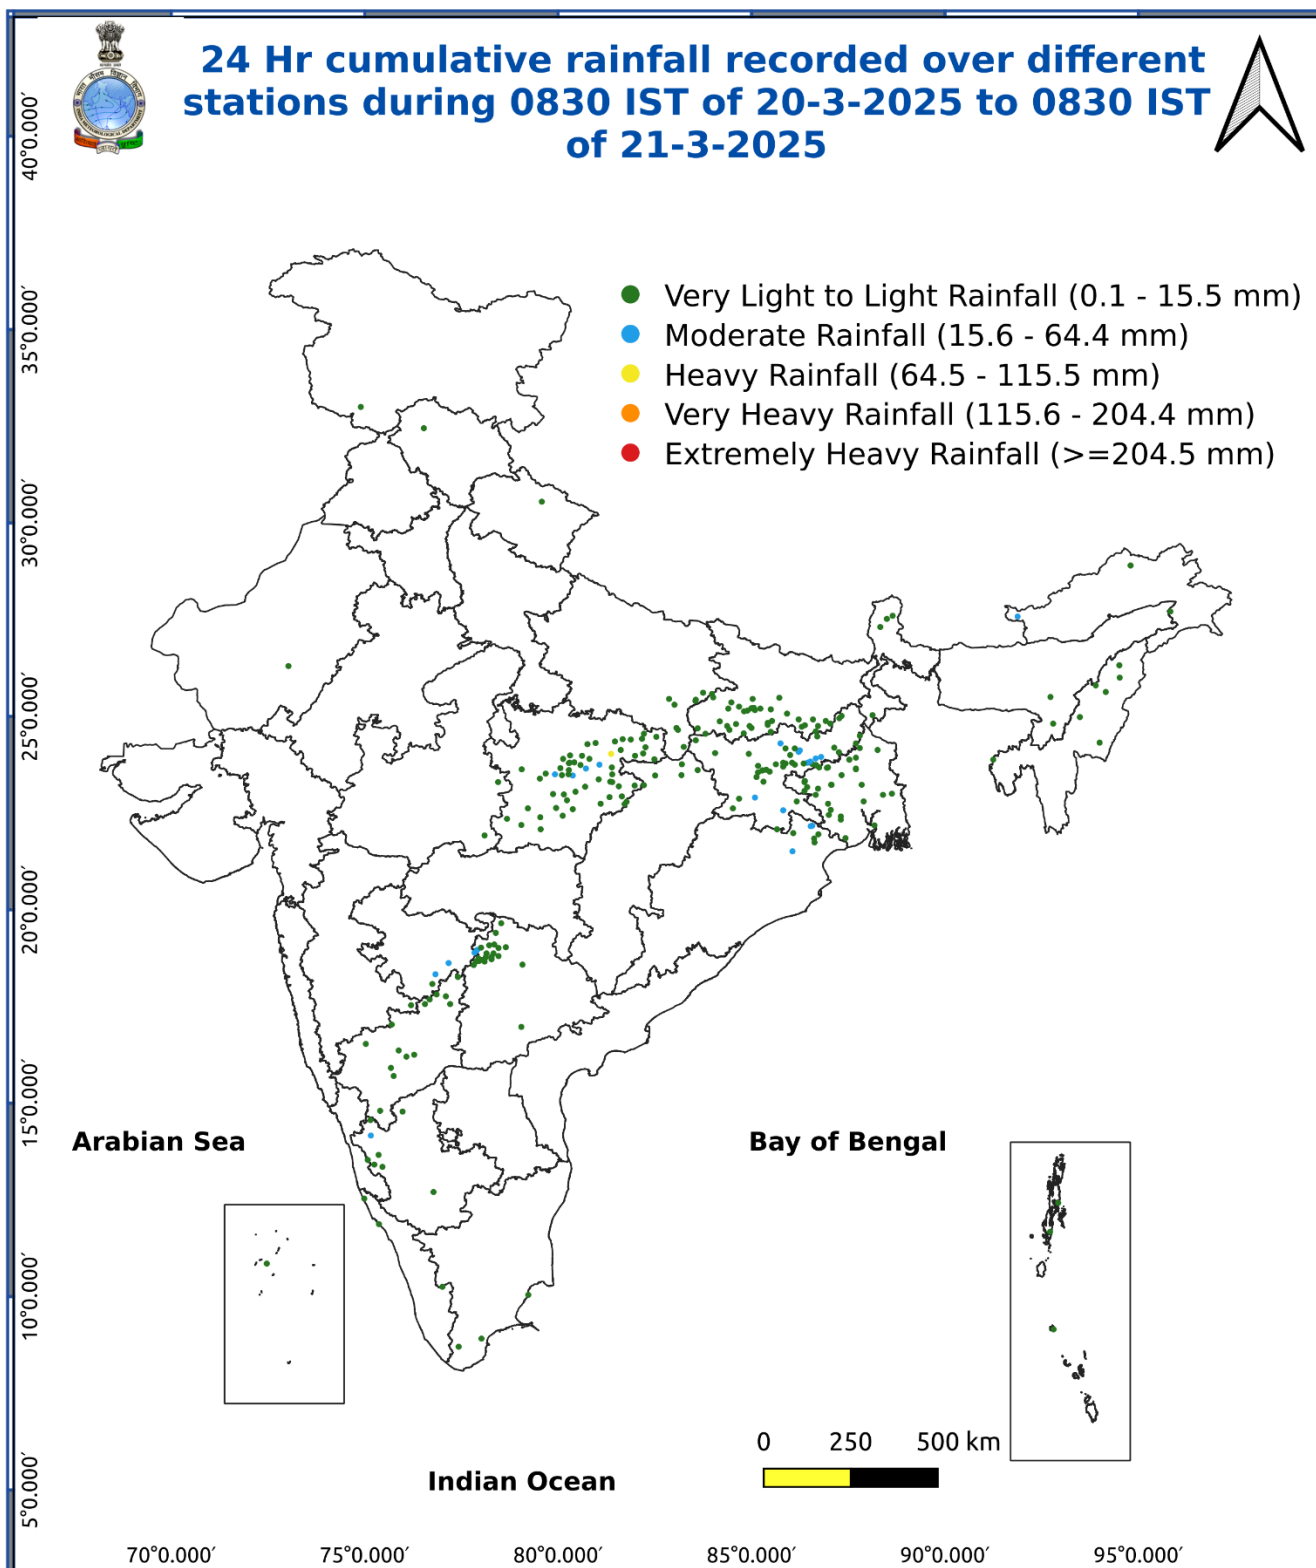 24 Hr cumulative rainfall recorded over different
stations during 0830 IST of 20-3-2025 to 0830 IST
of 21-3-2025
Very Light to Light Rainfall (0.1 - 15.5 mm)
Moderate Rainfall (15.6 - 64.4 mm)
Heavy Rainfall (64.5 - 115.5 mm)
Very Heavy Rainfall (115.6 - 204.4 mm)
Extremely Heavy Rainfall (>=204.5 mm)
40°0.000′
35°0.000′
30°0.000′
25°0.000′
20°0.000′
15°0.000′
10°0.000′
5°0.000′
Arabian Sea
Bay of Bengal
0 250 500 km
Indian Ocean
70°0.000′ 75°0.000′ 80°0.000′ 85°0.000′ 90°0.000′ 95°0.000′